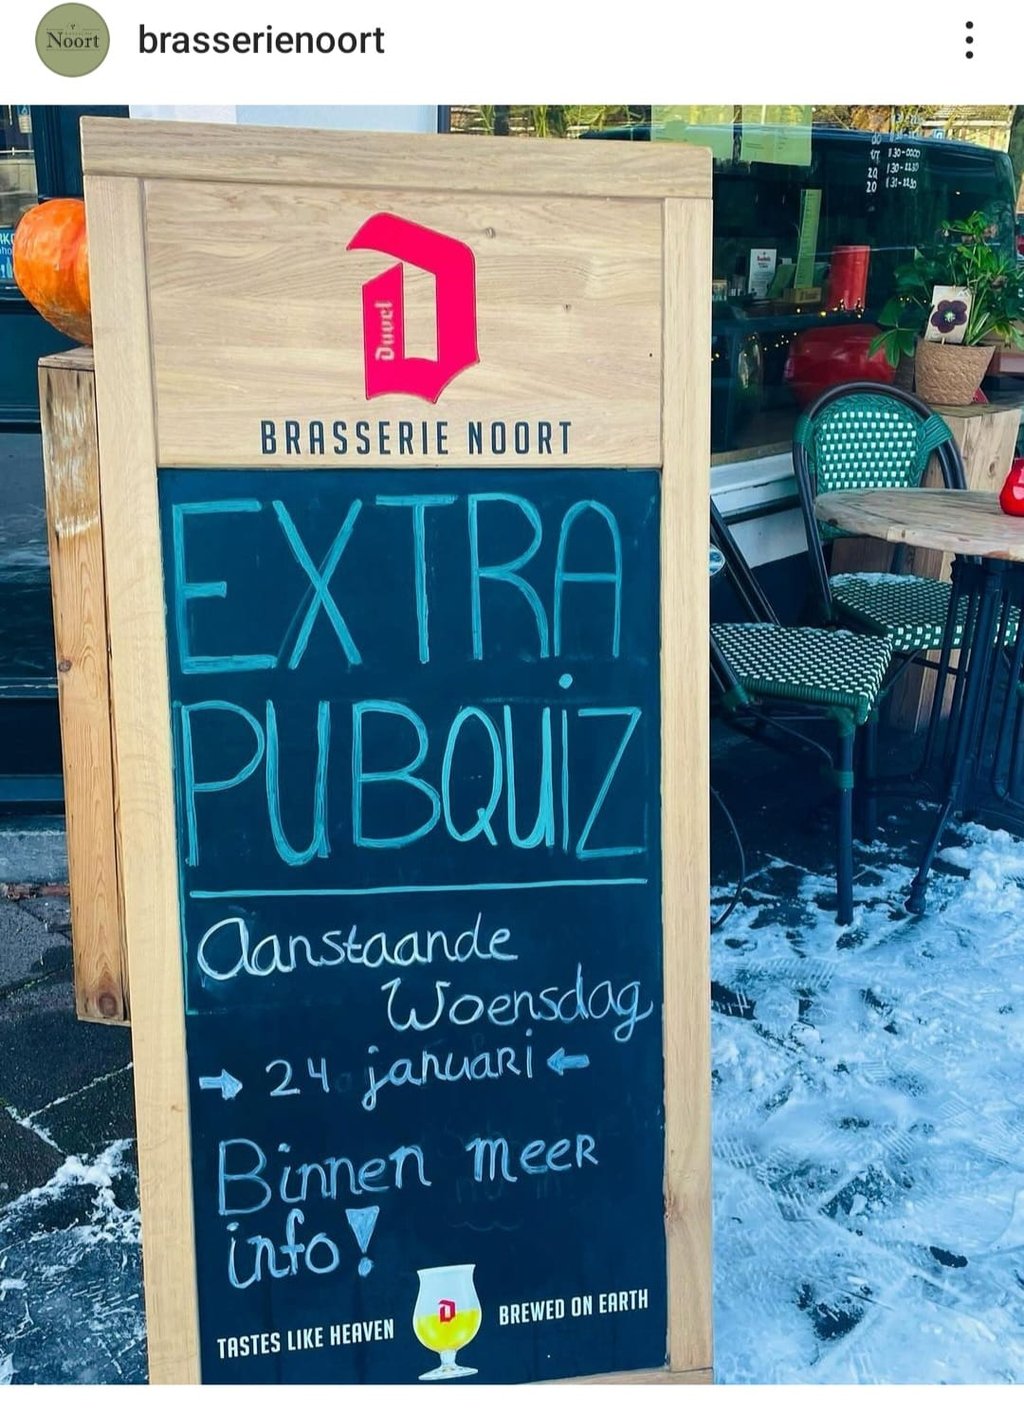 Noort
brasserienoort
Duvel
BRASSERIE NOORT
EXTRA
PUBQUiZ
Aanstaande
Woensdag
→ 24 januari ←
Binnen meer
info!
TASTES LIKE HEAVEN
BREWED ON EARTH